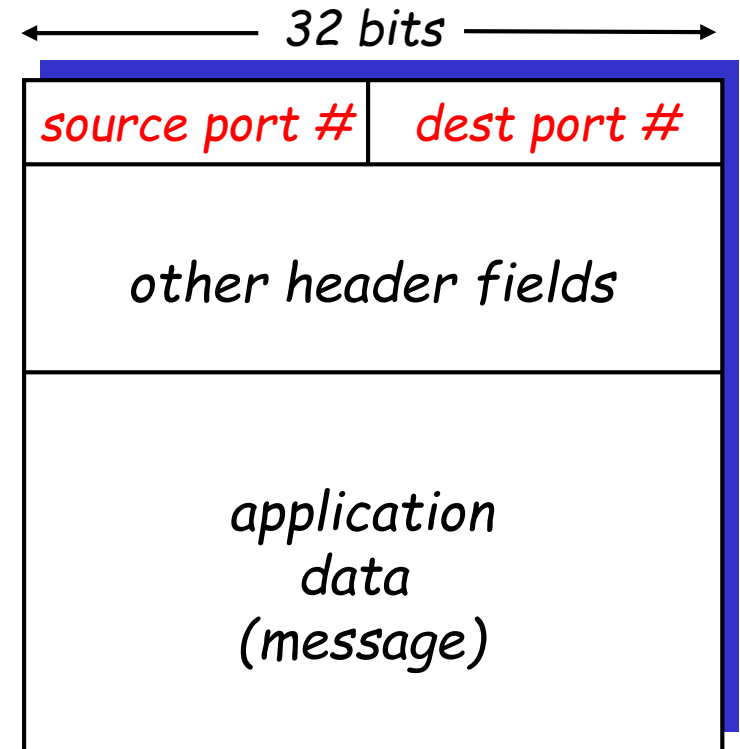 32 bits
source port # dest port #
other header fields
application
data
(message)